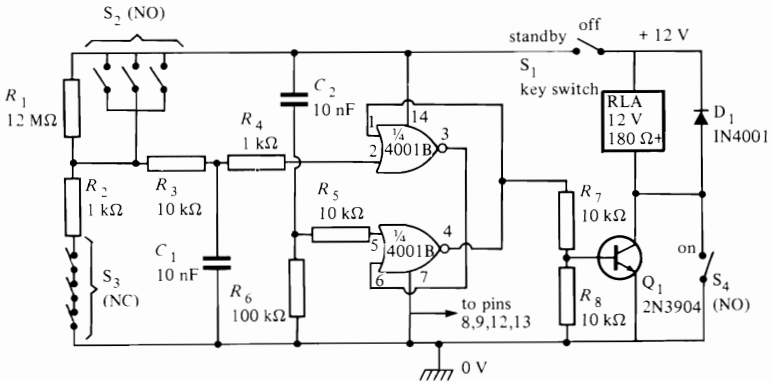 S2 (NO)
off
standby
+ 12 V
S1
key switch
C2
10 nF
R1
12 MΩ
1
14
¼
4001B
3
2
RLA
12 V
180 Ω+
D1
IN4001
R4
1 kΩ
R2
1 kΩ
R3
10 kΩ
R5
10 kΩ
¼
4001B
4
5
6
7
R7
10 kΩ
on
S4
(NO)
S3
(NC)
C1
10 nF
R6
100 kΩ
Q1
2N3904
R8
10 kΩ
to pins
8,9,12,13
0 V